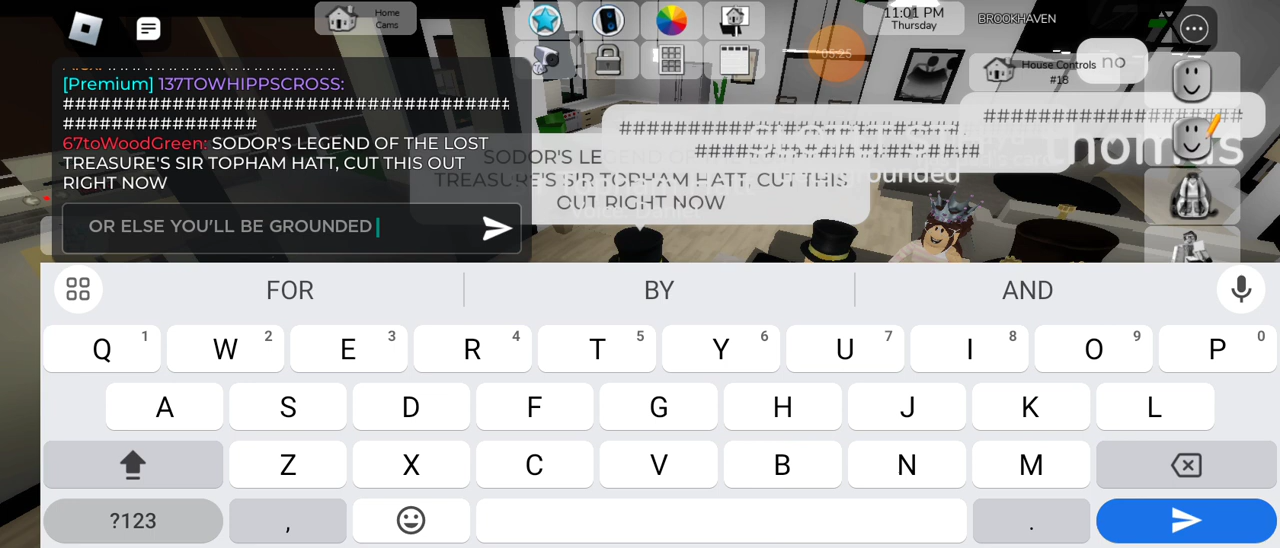 Home
Cams
11:01 PM
Thursday
BROOKHAVEN
05:25
House Controls
#18
no
[Premium] 137TOWHIPPSCROSS:
#####################################
################
67toWoodGreen: SODOR'S LEGEND OF THE LOST
TREASURE'S SIR TOPHAM HATT, CUT THIS OUT
RIGHT NOW
SODOR'S LEGEND OF
TREASURE'S SIR TOPHAM HATT, CUT THIS
OUT RIGHT NOW
thomas
grounded
OR ELSE YOU'LL BE GROUNDED
FOR BY AND
Q 1 W 2 E 3 R 4 T 5 Y 6 U 7 I 8 O 9 P 0
A S D F G H J K L
Z X C V B N M
?123 , .